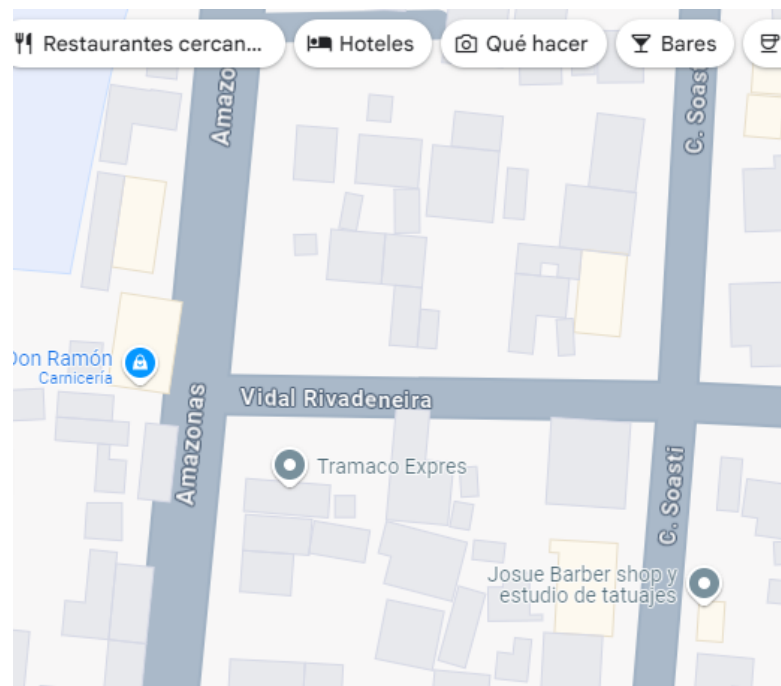 Restaurantes cercan...
Hoteles
Qué hacer
Bares
Amazo
C. Soasti
Don Ramón
Carnicería
Vidal Rivadeneira
Amazonas
Tramaco Expres
C. Soasti
Josue Barber shop y
estudio de tatuajes